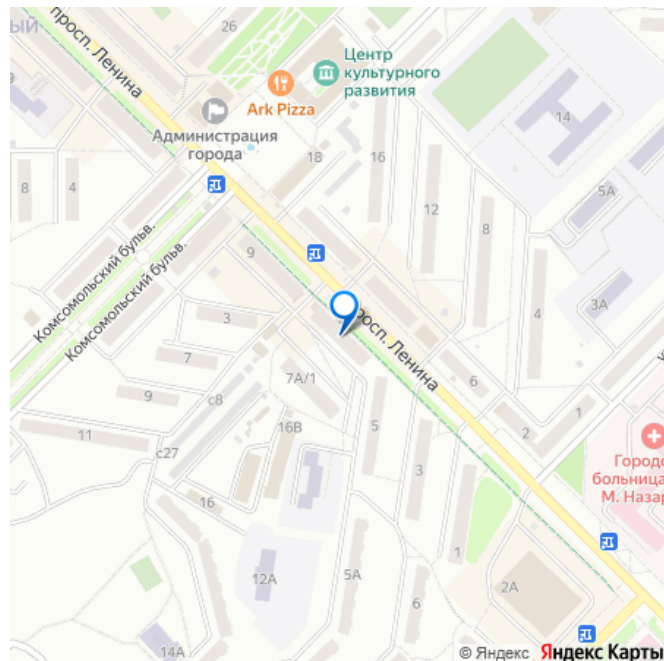 ЫЙ
26
просп. Ленина
Центр
культурного
развития
Ark Pizza
Администрация
города
14
18
16
8
4
12
5А
8
Комсомольский бульв.
Комсомольский бульв.
9
3
3А
4
просп. Ленина
7
7А/1
6
9
с8
1
2
11
16В
5
с27
3
Городс
больница
М. Назар
16
1
12А
5А
2А
6
14А
© Яндекс Яндекс Карты